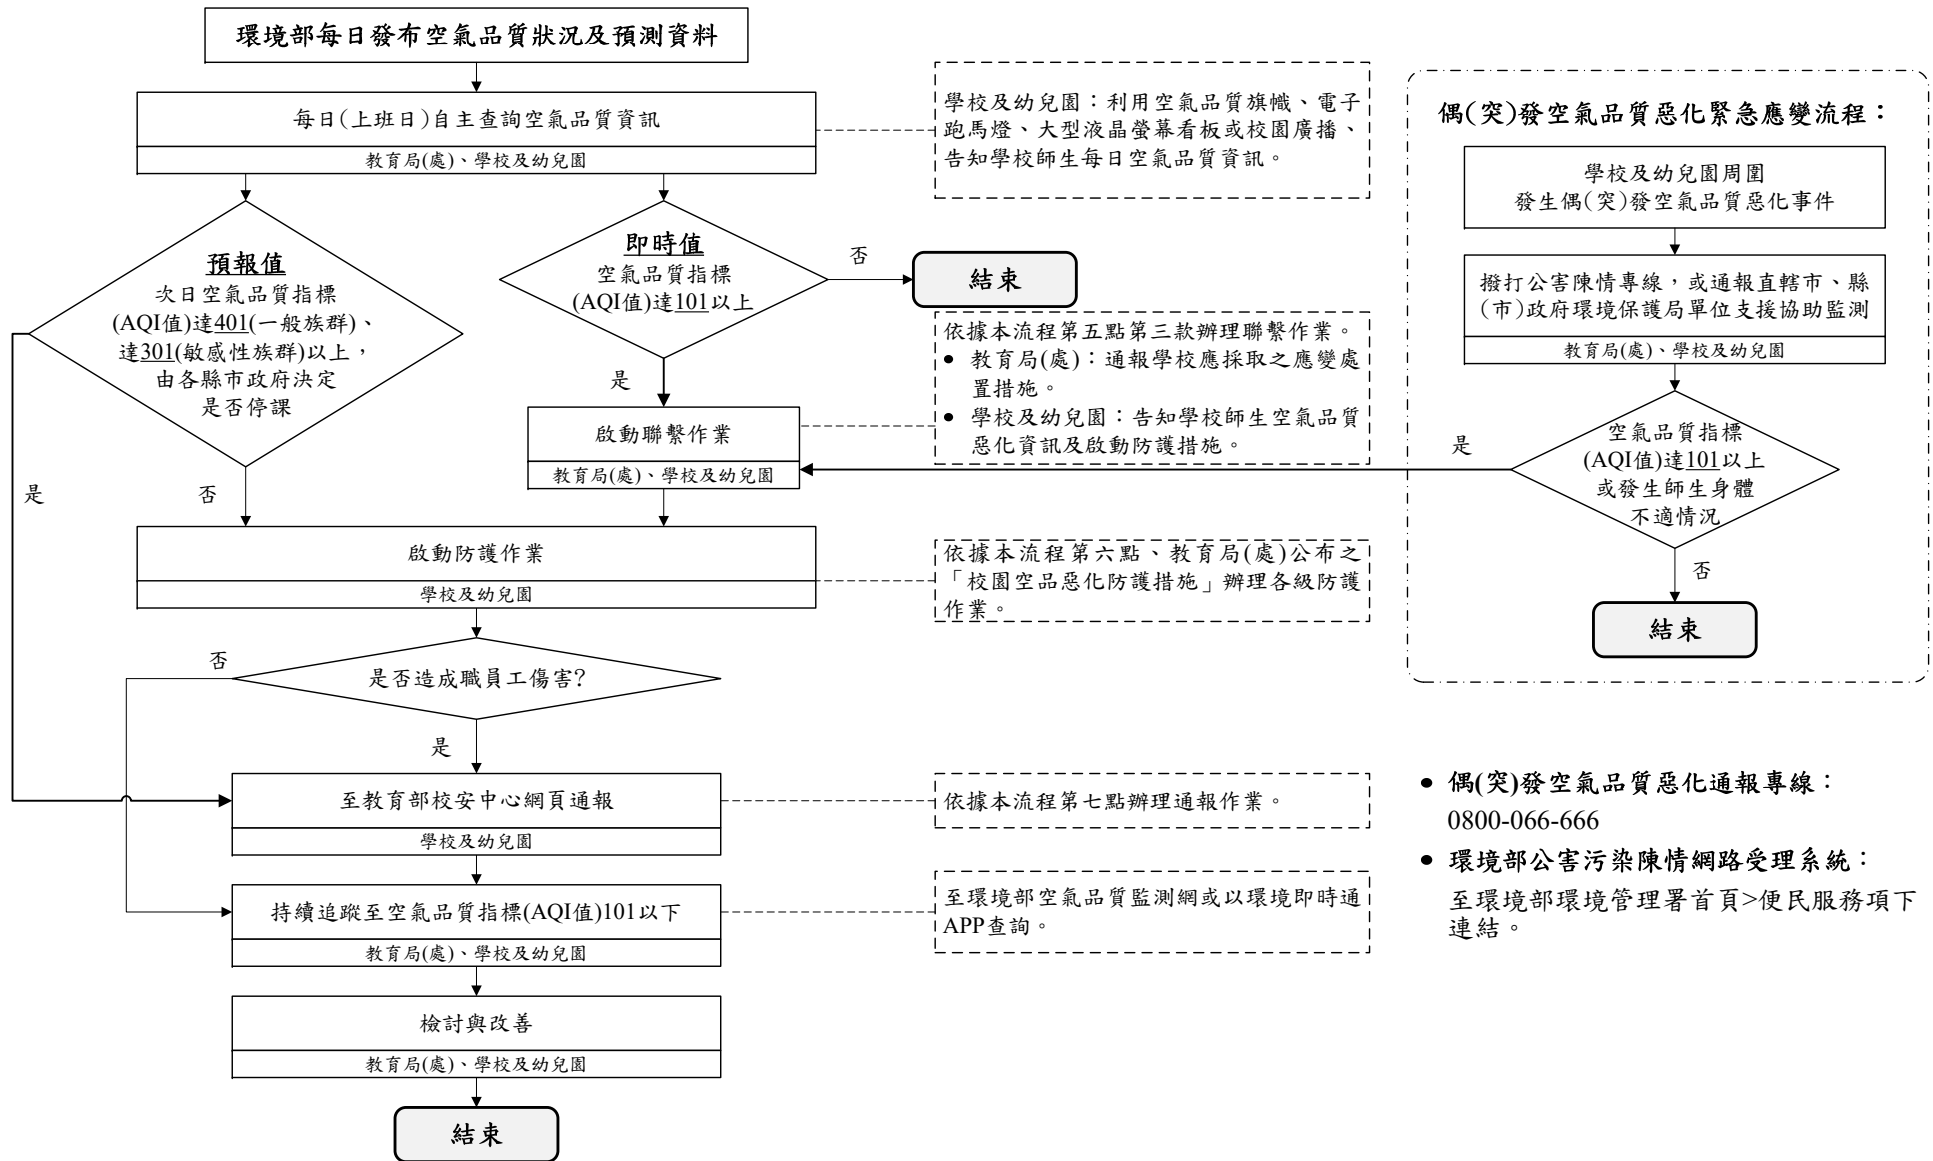 環境部每日發布空氣品質狀況及預測資料
每日(上班日)自主查詢空氣品質資訊
教育局(處)、學校及幼兒園
學校及幼兒園：利用空氣品質旗幟、電子
跑馬燈、大型液晶螢幕看板或校園廣播、
告知學校師生每日空氣品質資訊。
預報值
次日空氣品質指標
(AQI值)達401(一般族群)、
達301(敏感性族群)以上，
由各縣市政府決定
是否停課
是
否
即時值
空氣品質指標
(AQI值)達101以上
否
結束
是
啟動聯繫作業
教育局(處)、學校及幼兒園
依據本流程第五點第三款辦理聯繫作業。
• 教育局(處)：通報學校應採取之應變處
置措施。
• 學校及幼兒園：告知學校師生空氣品質
惡化資訊及啟動防護措施。
啟動防護作業
學校及幼兒園
依據本流程第六點、教育局(處)公布之
「校園空品惡化防護措施」辦理各級防護
作業。
是否造成職員工傷害?
否
是
至教育部校安中心網頁通報
學校及幼兒園
依據本流程第七點辦理通報作業。
持續追蹤至空氣品質指標(AQI值)101以下
教育局(處)、學校及幼兒園
至環境部空氣品質監測網或以環境即時通
APP查詢。
檢討與改善
教育局(處)、學校及幼兒園
結束
偶(突)發空氣品質惡化緊急應變流程：
學校及幼兒園周圍
發生偶(突)發空氣品質惡化事件
撥打公害陳情專線，或通報直轄市、縣
(市)政府環境保護局單位支援協助監測
教育局(處)、學校及幼兒園
空氣品質指標
(AQI值)達101以上
或發生師生身體
不適情況
是
否
結束
• 偶(突)發空氣品質惡化通報專線：
0800-066-666
• 環境部公害污染陳情網路受理系統：
至環境部環境管理署首頁>便民服務項下
連結。